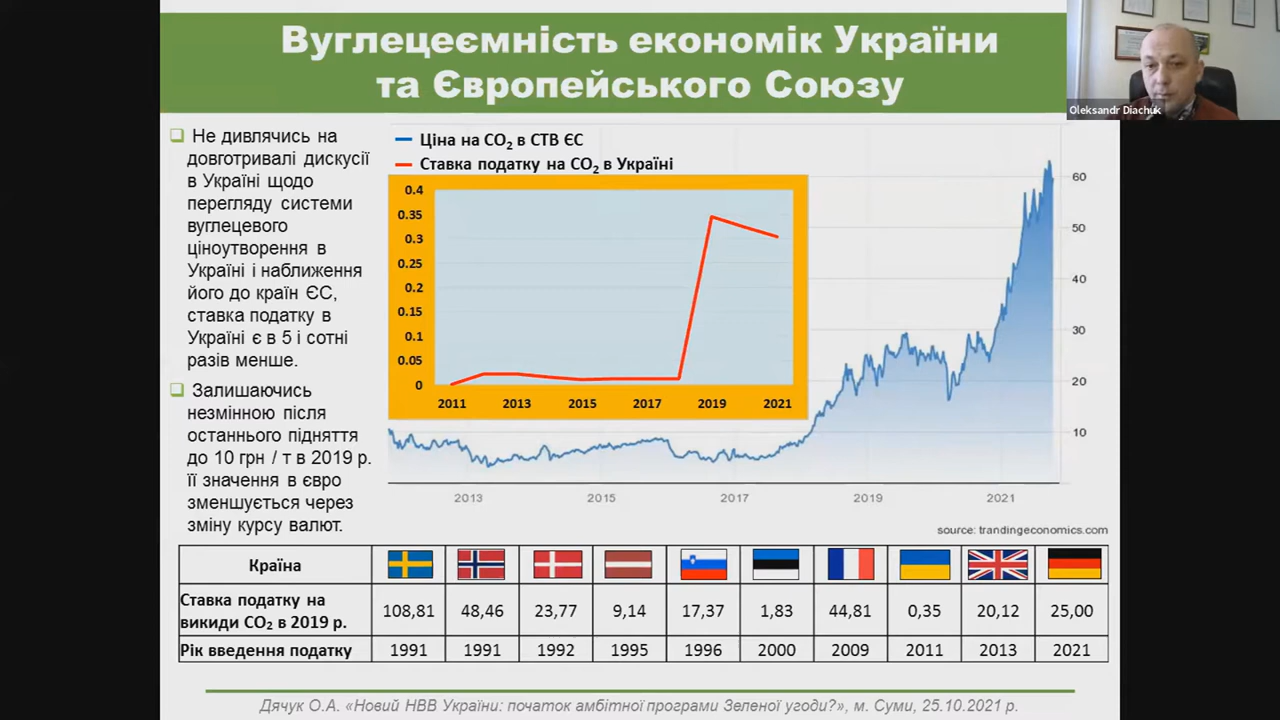 Вуглецеємність економік України
та Європейського Союзу
Oleksandr Diachuk
Не дивлячись на
довготривалі дискусії
в Україні щодо
перегляду системи
вуглецевого
ціноутворення в
Україні і наближення
його до країн ЄС,
ставка податку в
Україні є в 5 і сотні
разів менше.
Залишаючись
незмінною після
останнього підняття
до 10 грн / т в 2019 р.
її значення в євро
зменшується через
зміну курсу валют.
Ціна на CO₂ в СТВ ЄС
Ставка податку на CO₂ в Україні
0.4
0.35
0.3
0.25
0.2
0.15
0.1
0.05
0
2011 2013 2015 2017 2019 2021
60
50
40
30
20
10
2013 2015 2017 2019 2021
source: trandingeconomics.com
Країна
Ставка податку на
викиди CO₂ в 2019 р.
108,81 48,46 23,77 9,14 17,37 1,83 44,81 0,35 20,12 25,00
Рік введення податку 1991 1991 1992 1995 1996 2000 2009 2011 2013 2021
Дячук О.А. «Новий НВВ України: початок амбітної програми Зеленої угоди?», м. Суми, 25.10.2021 р.